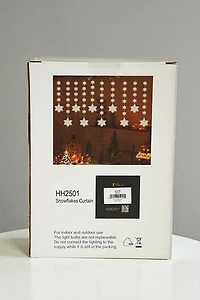 HH2501
Snowflakes Curtain
For indoor and outdoor use
The light bulbs are not replaceable
Do not connect the lighting to the
supply while it is still in the packing